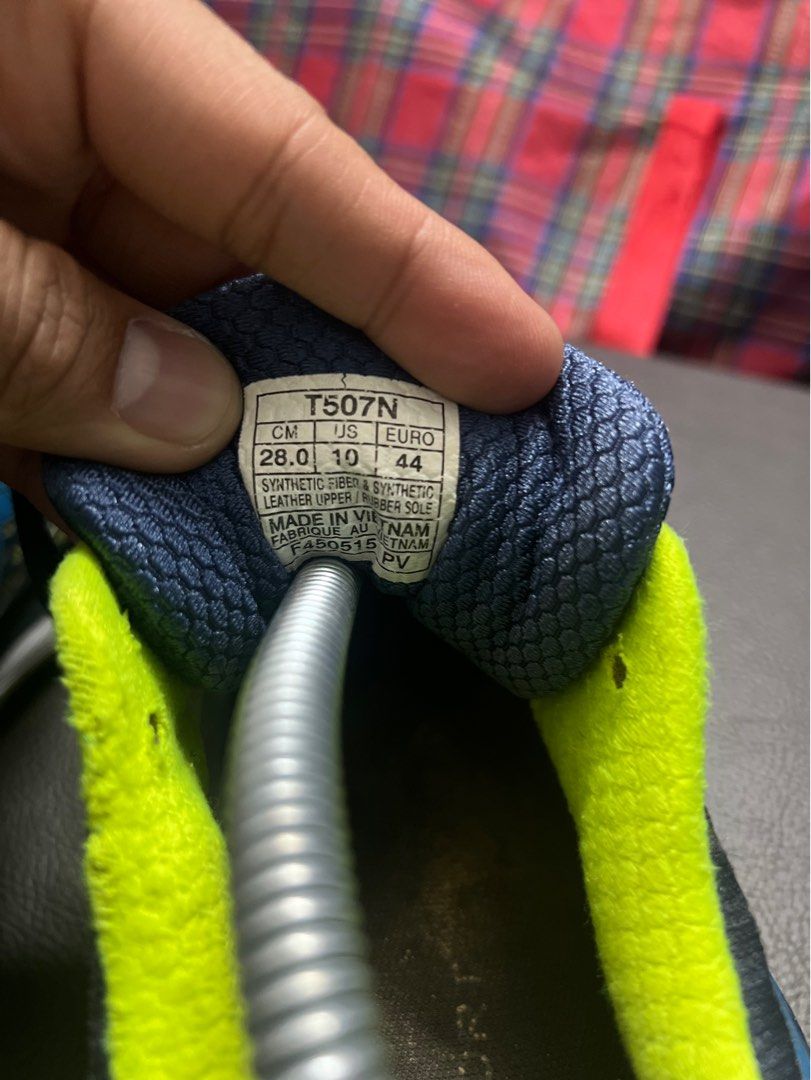 T507N
CM US EURO
28.0 10 44
SYNTHETIC FIBER & SYNTHETIC
LEATHER UPPER / RUBBER SOLE
MADE IN VIETNAM
FABRIQUE AU VIETNAM
F450515 PV